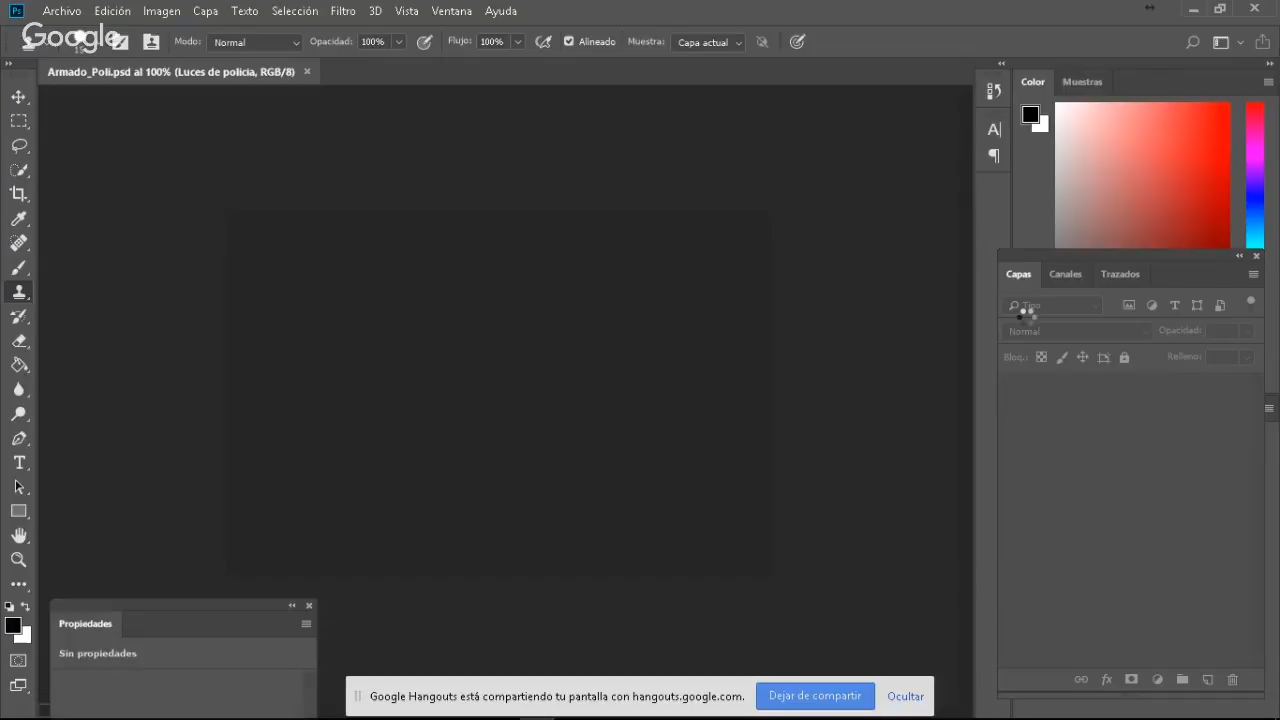 Ps Archivo Edición Imagen Capa Texto Selección Filtro 3D Vista Ventana Ayuda
Google
Modo: Normal Opacidad: 100% Flujo: 100% Alineado Muestra: Capa actual
Armado_Poli.psd al 100% (Luces de policia, RGB/8) ×
Color Muestras
Capas Canales Trazados
Tipo
Normal Opacidad:
Bloq.: Relleno:
Propiedades
Sin propiedades
Google Hangouts está compartiendo tu pantalla con hangouts.google.com. Dejar de compartir Ocultar